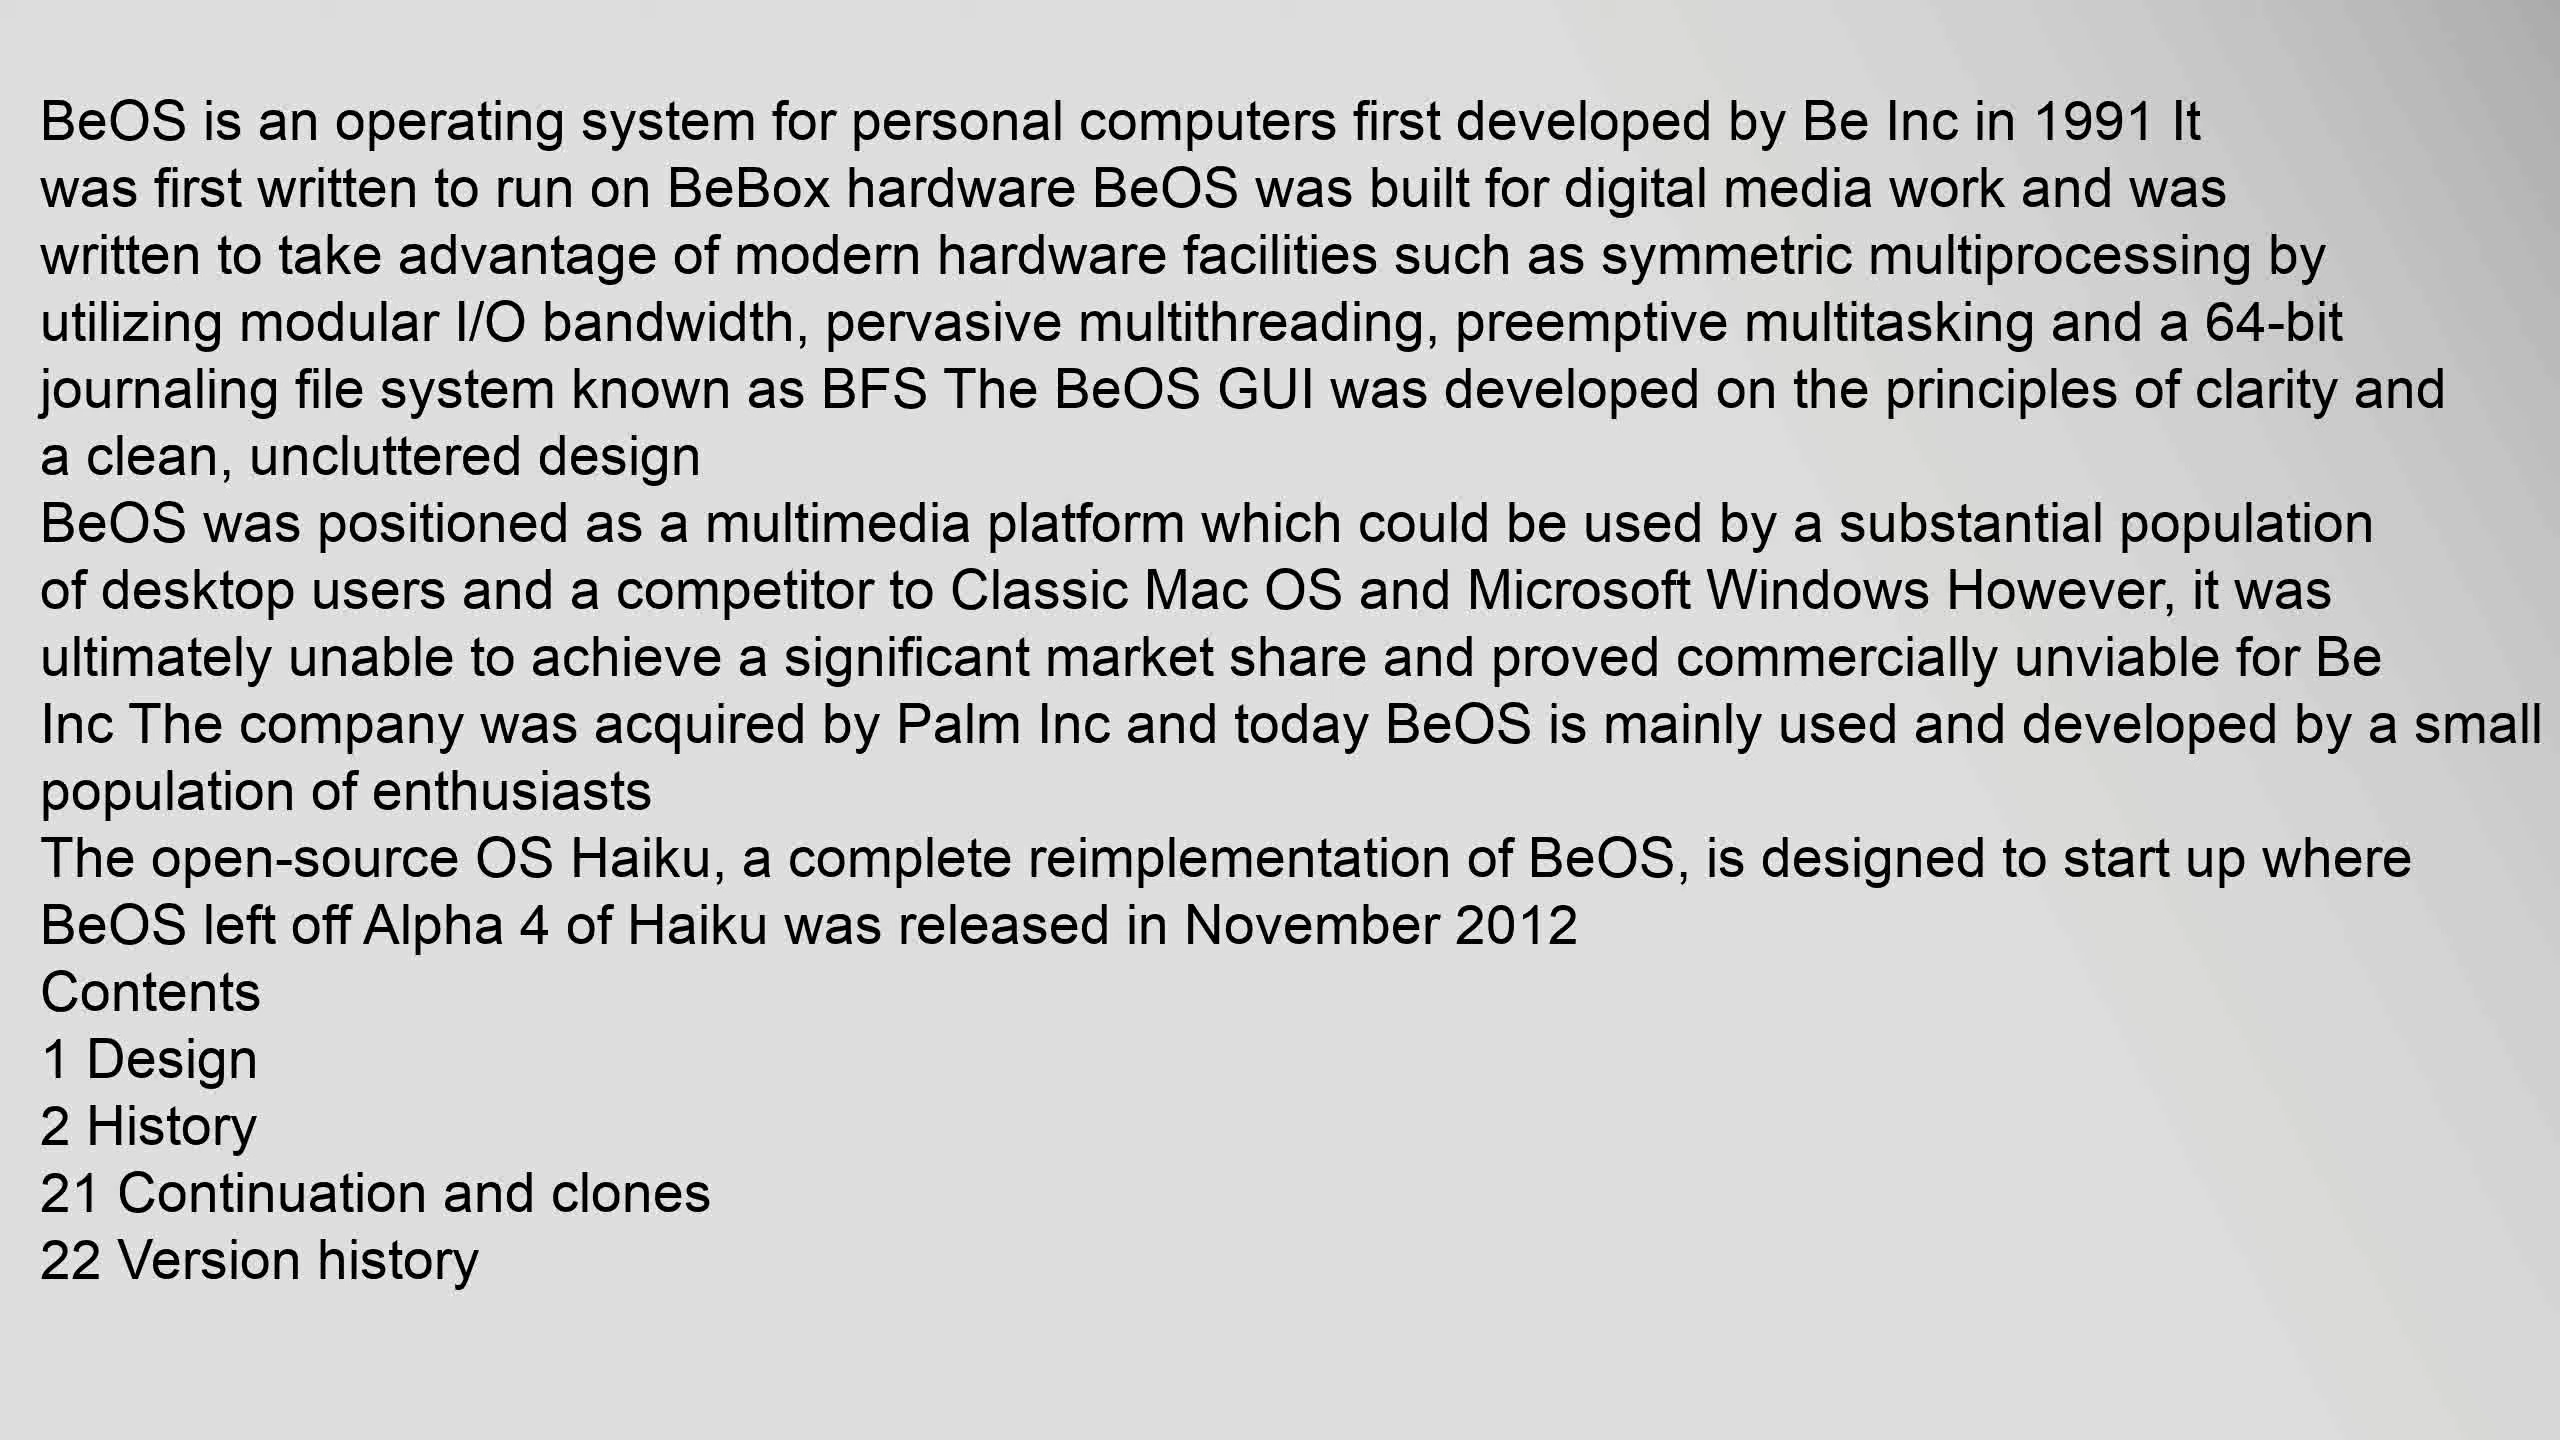 BeOS is an operating system for personal computers first developed by Be Inc in 1991 It
was first written to run on BeBox hardware BeOS was built for digital media work and was
written to take advantage of modern hardware facilities such as symmetric multiprocessing by
utilizing modular I/O bandwidth, pervasive multithreading, preemptive multitasking and a 64-bit
journaling file system known as BFS The BeOS GUI was developed on the principles of clarity and
a clean, uncluttered design
BeOS was positioned as a multimedia platform which could be used by a substantial population
of desktop users and a competitor to Classic Mac OS and Microsoft Windows However, it was
ultimately unable to achieve a significant market share and proved commercially unviable for Be
Inc The company was acquired by Palm Inc and today BeOS is mainly used and developed by a small
population of enthusiasts
The open-source OS Haiku, a complete reimplementation of BeOS, is designed to start up where
BeOS left off Alpha 4 of Haiku was released in November 2012
Contents
1 Design
2 History
21 Continuation and clones
22 Version history